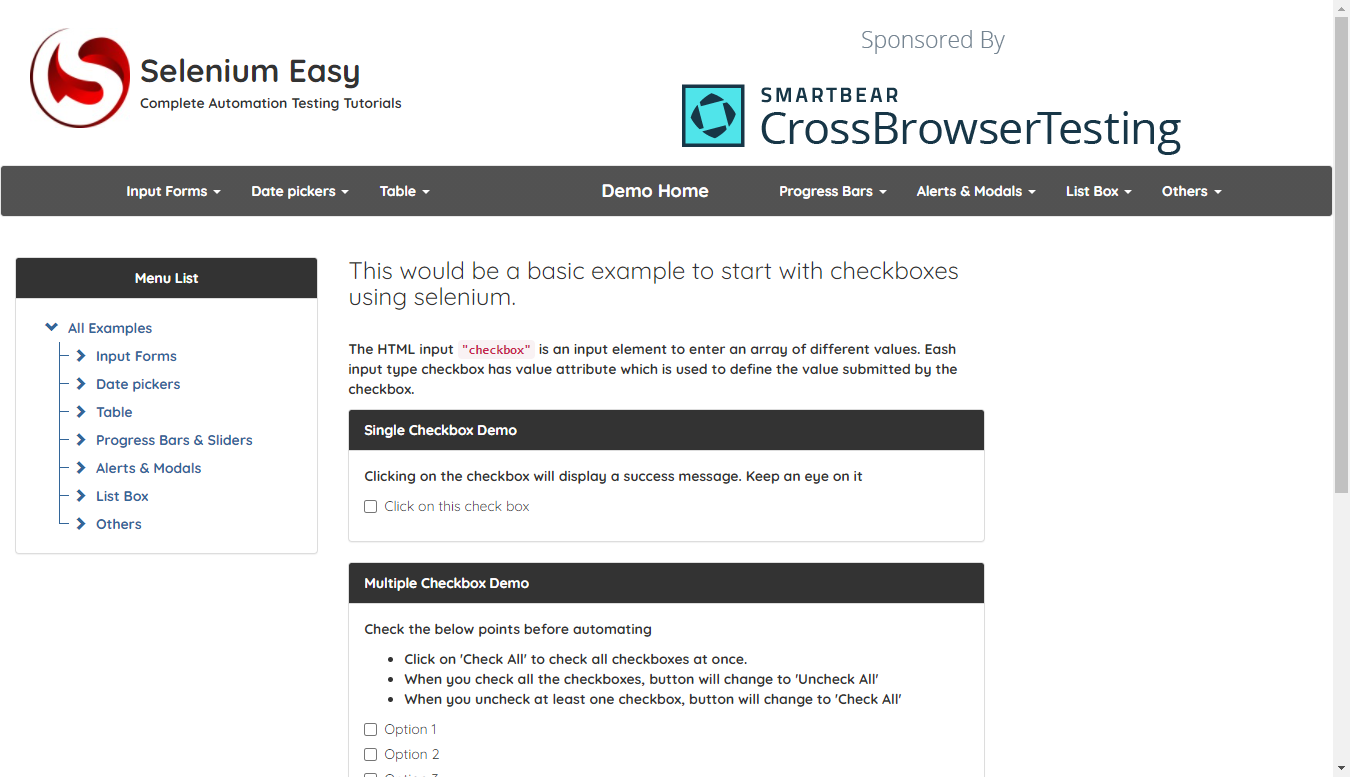 Sponsored By
Selenium Easy
Complete Automation Testing Tutorials
SMARTBEAR
CrossBrowserTesting
Input Forms Date pickers Table Demo Home Progress Bars Alerts & Modals List Box Others
Menu List
All Examples
Input Forms
Date pickers
Table
Progress Bars & Sliders
Alerts & Modals
List Box
Others
This would be a basic example to start with checkboxes
using selenium.
The HTML input "checkbox" is an input element to enter an array of different values. Eash
input type checkbox has value attribute which is used to define the value submitted by the
checkbox.
Single Checkbox Demo
Clicking on the checkbox will display a success message. Keep an eye on it
Click on this check box
Multiple Checkbox Demo
Check the below points before automating
• Click on 'Check All' to check all checkboxes at once.
• When you check all the checkboxes, button will change to 'Uncheck All'
• When you uncheck at least one checkbox, button will change to 'Check All'
Option 1
Option 2
Option 3